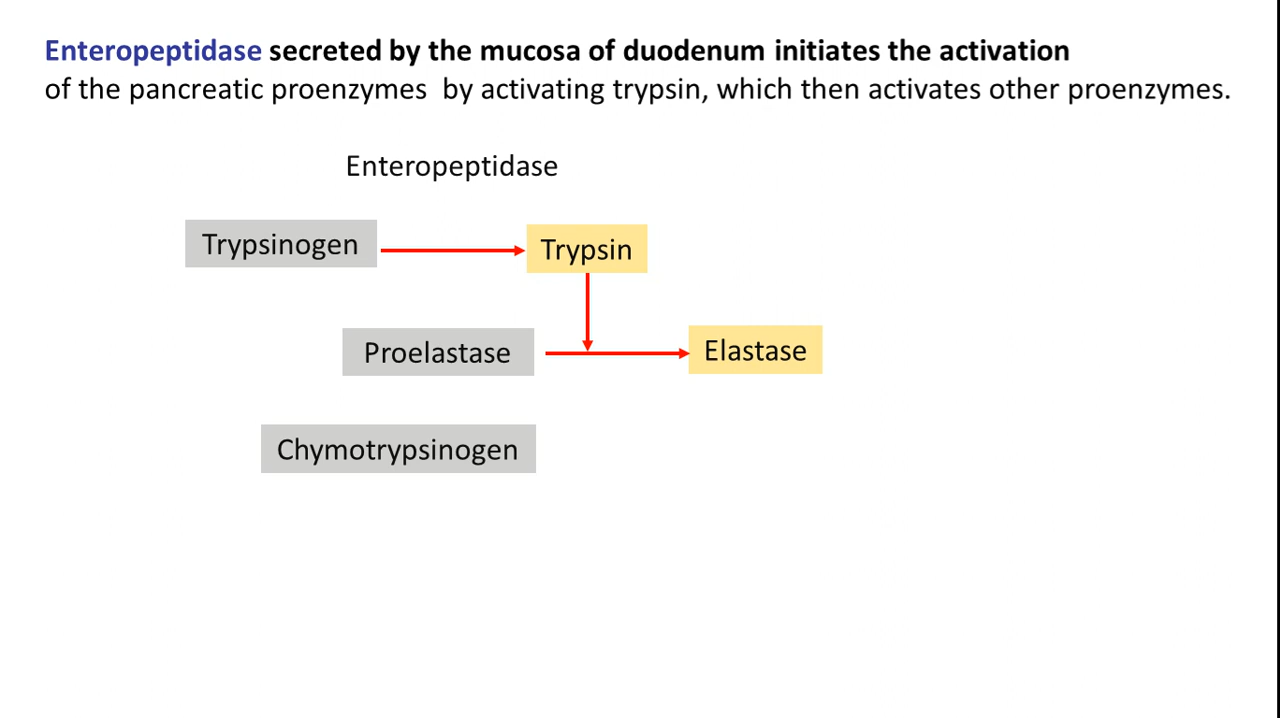 Enteropeptidase secreted by the mucosa of duodenum initiates the activation
of the pancreatic proenzymes by activating trypsin, which then activates other proenzymes.
Enteropeptidase
Trypsinogen
Trypsin
Proelastase
Elastase
Chymotrypsinogen